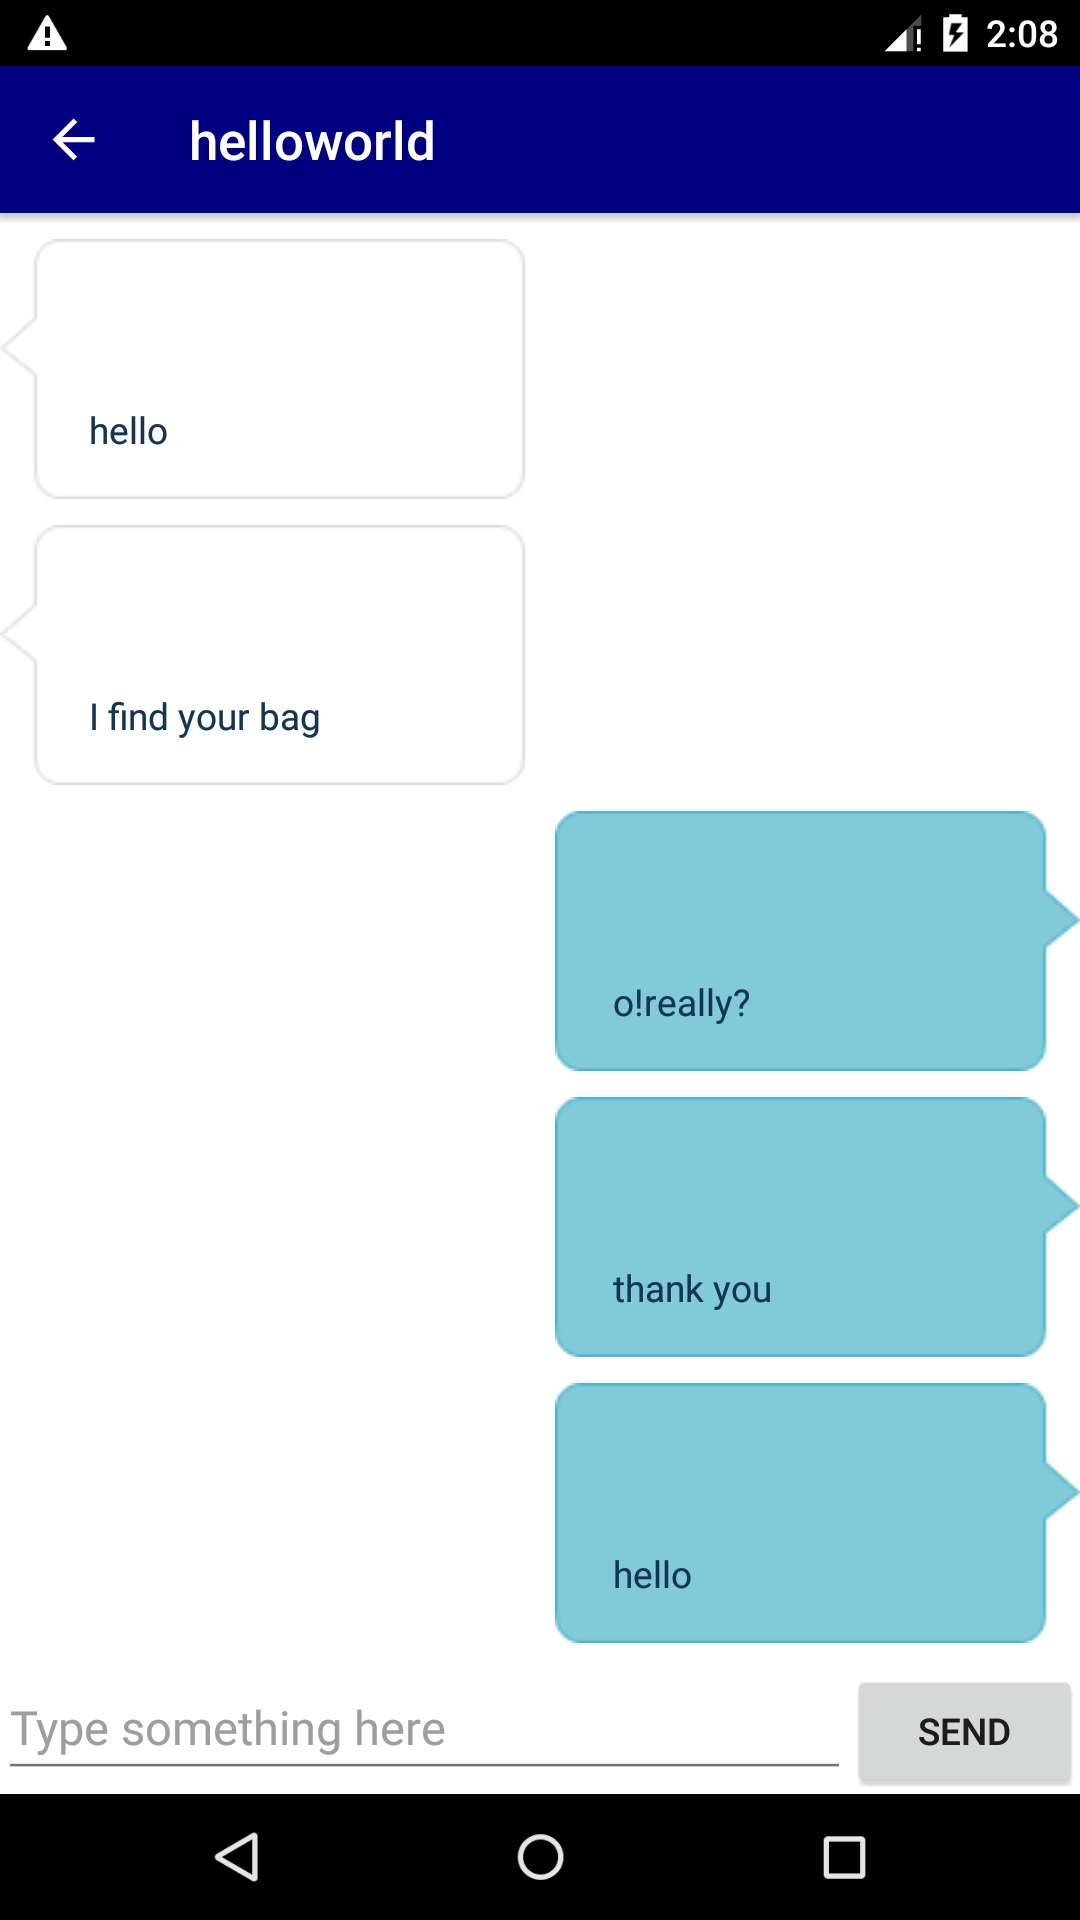 2:08
helloworld
hello
I find your bag
o!really?
thank you
hello
Type something here
SEND